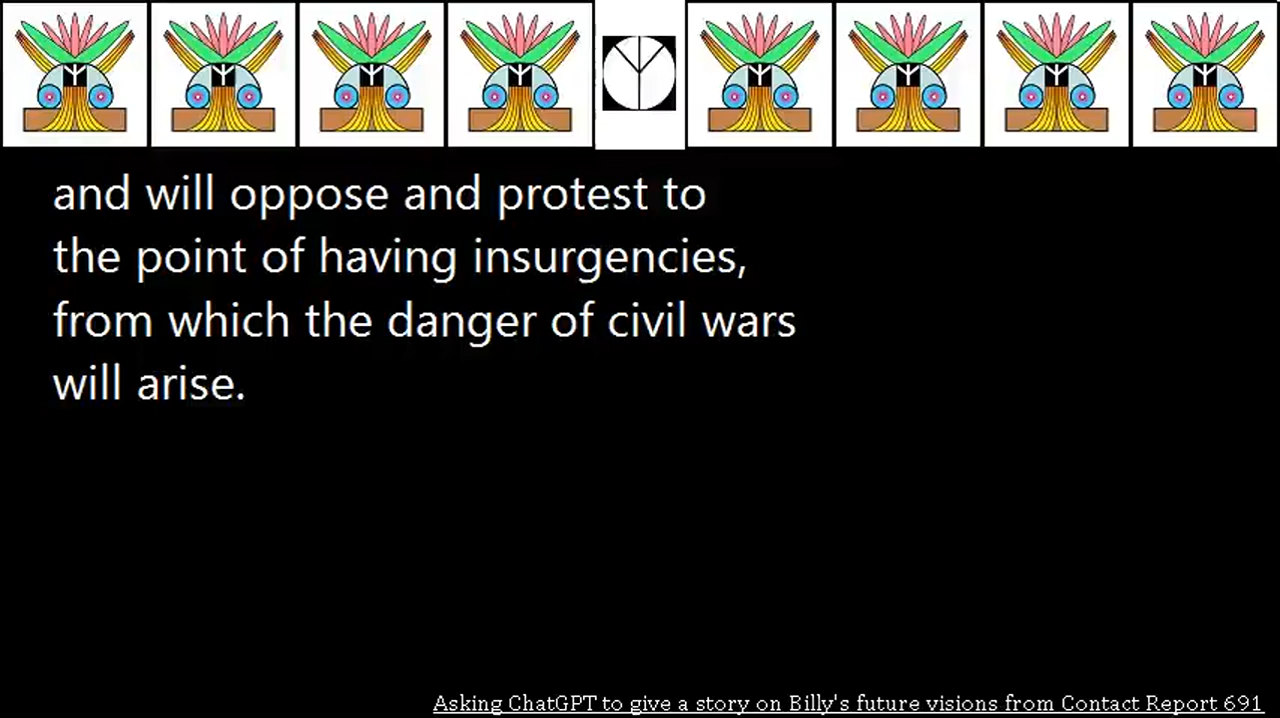 and will oppose and protest to
the point of having insurgencies,
from which the danger of civil wars
will arise.
Asking ChatGPT to give a story on Billy's future visions from Contact Report 691